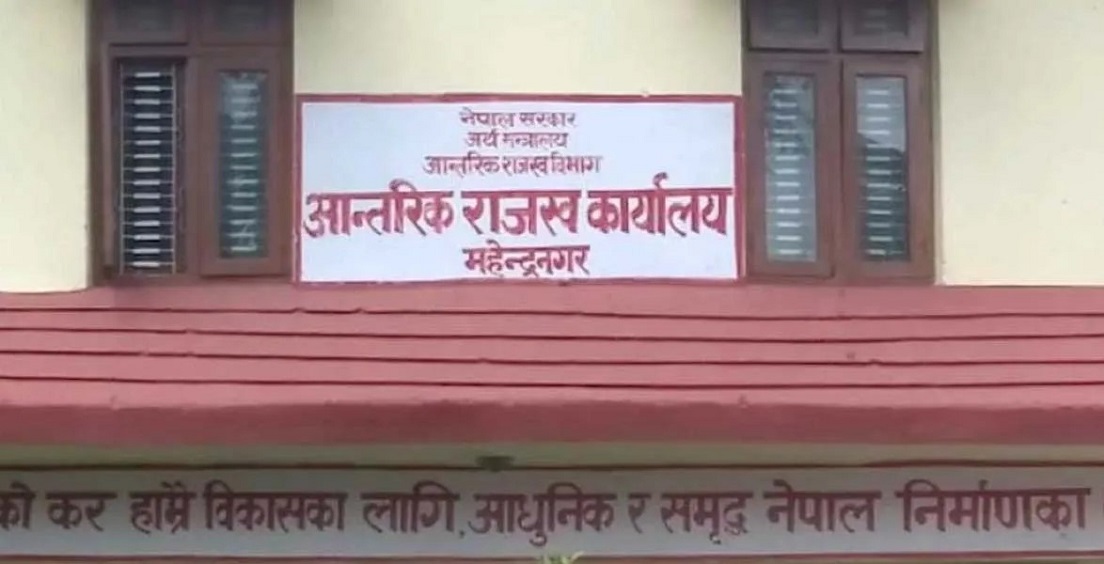 नेपाल सरकार
अर्थ मन्त्रालय
आन्तरिक राजस्व विभाग
आन्तरिक राजस्व कार्यालय
महेन्द्रनगर
को कर हाम्रै विकासका लागि, आधुनिक र समृद्ध नेपाल निर्माणका